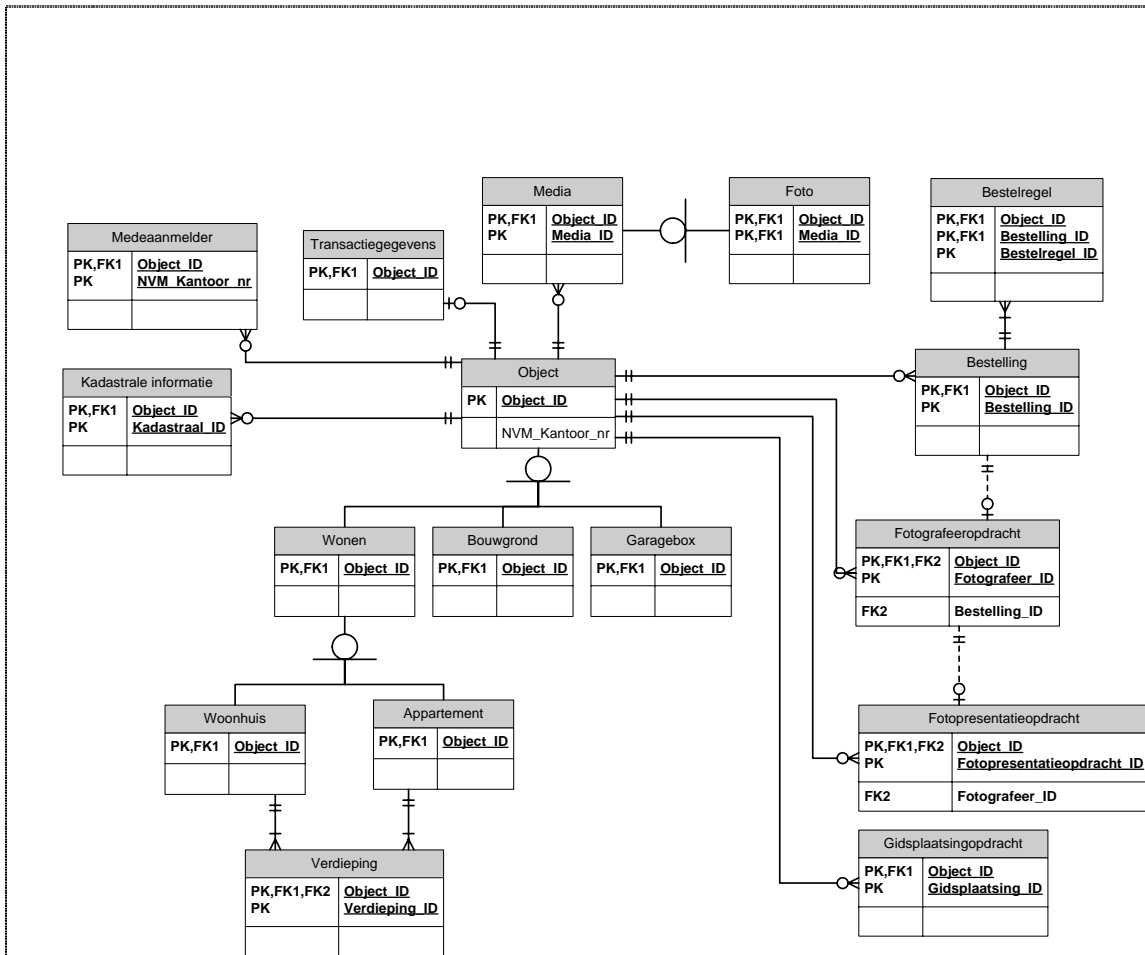 Media
PK,FK1 Object_ID
PK Media_ID
Foto
PK,FK1 Object_ID
PK,FK1 Media_ID
Bestelregel
PK,FK1 Object_ID
PK,FK1 Bestelling_ID
PK Bestelregel_ID
Medeaanmelder
PK,FK1 Object_ID
PK NVM_Kantoor_nr
Transactiegegevens
PK,FK1 Object_ID
Kadastrale informatie
PK,FK1 Object_ID
PK Kadastraal_ID
Object
PK Object_ID
NVM_Kantoor_nr
Bestelling
PK,FK1 Object_ID
PK Bestelling_ID
Wonen
PK,FK1 Object_ID
Bouwgrond
PK,FK1 Object_ID
Garagebox
PK,FK1 Object_ID
Fotografeeropdracht
PK,FK1,FK2 Object_ID
PK Fotografeer_ID
FK2 Bestelling_ID
Woonhuis
PK,FK1 Object_ID
Appartement
PK,FK1 Object_ID
Fotopresentatieopdracht
PK,FK1,FK2 Object_ID
PK Fotopresentatieopdracht_ID
FK2 Fotografeer_ID
Verdieping
PK,FK1,FK2 Object_ID
PK Verdieping_ID
Gidsplaatsingopdracht
PK,FK1 Object_ID
PK Gidsplaatsing_ID